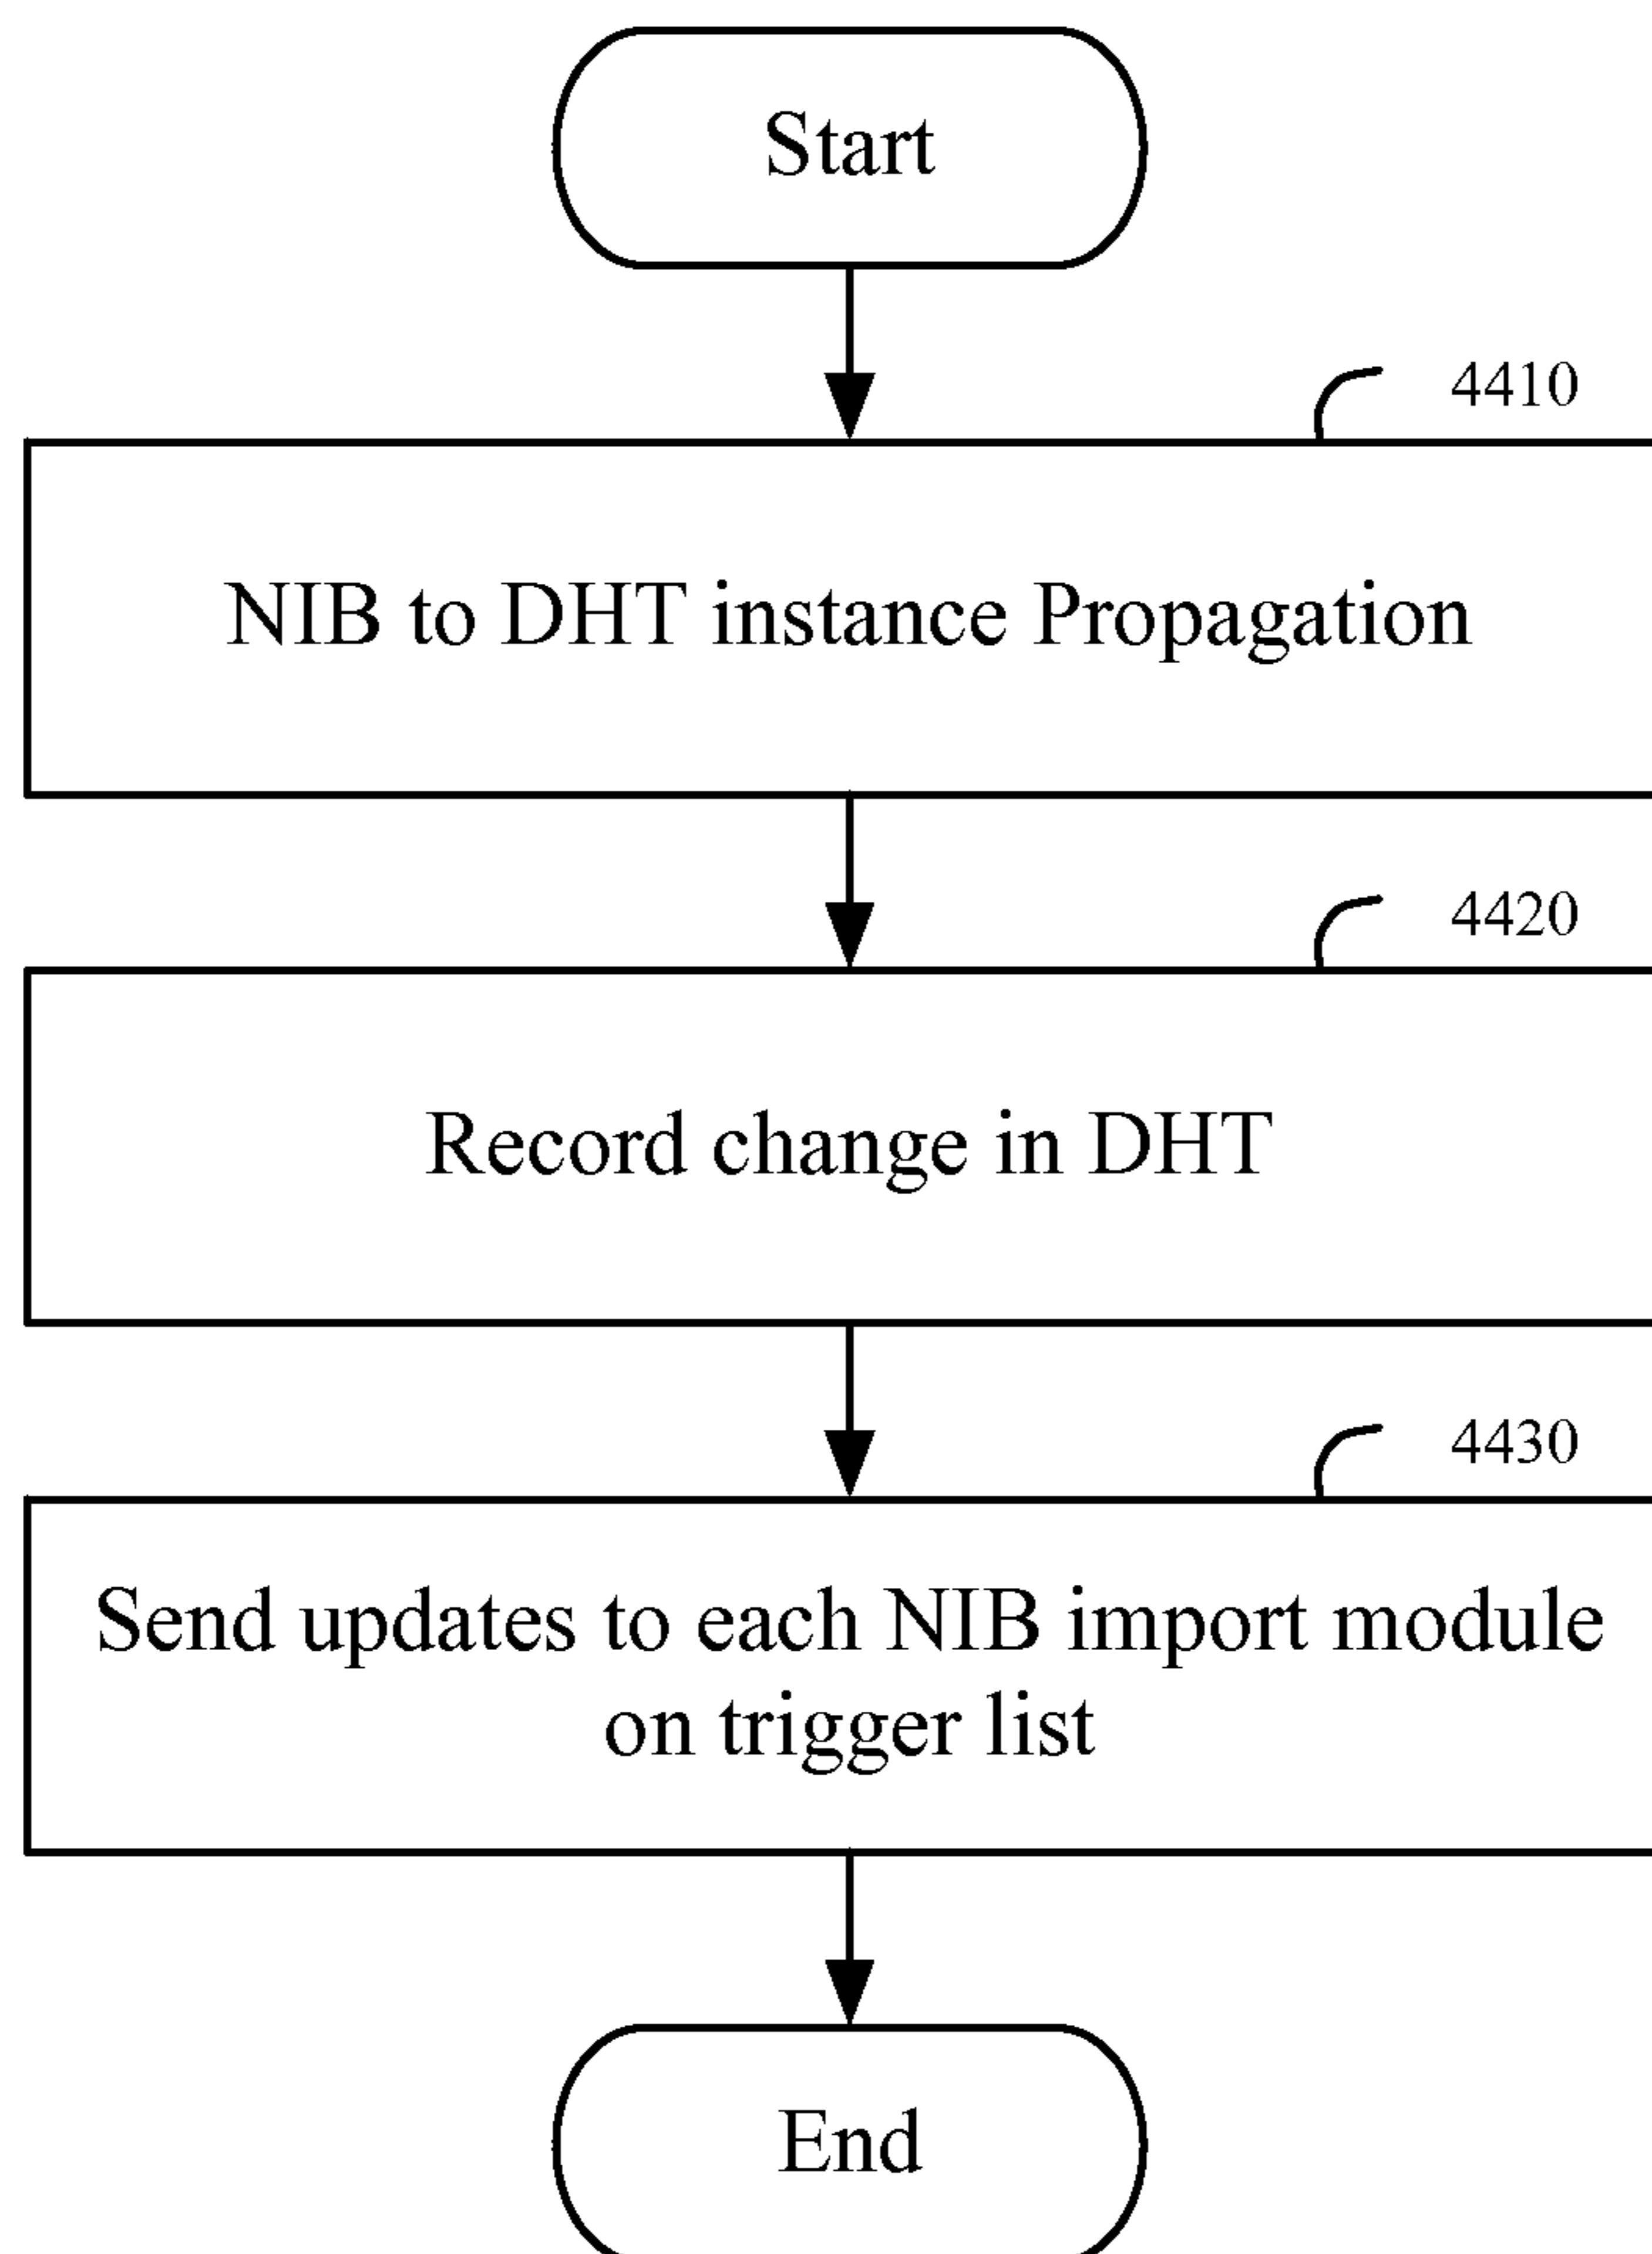 Start
4410
NIB to DHT instance Propagation
4420
Record change in DHT
4430
Send updates to each NIB import module
on trigger list
End